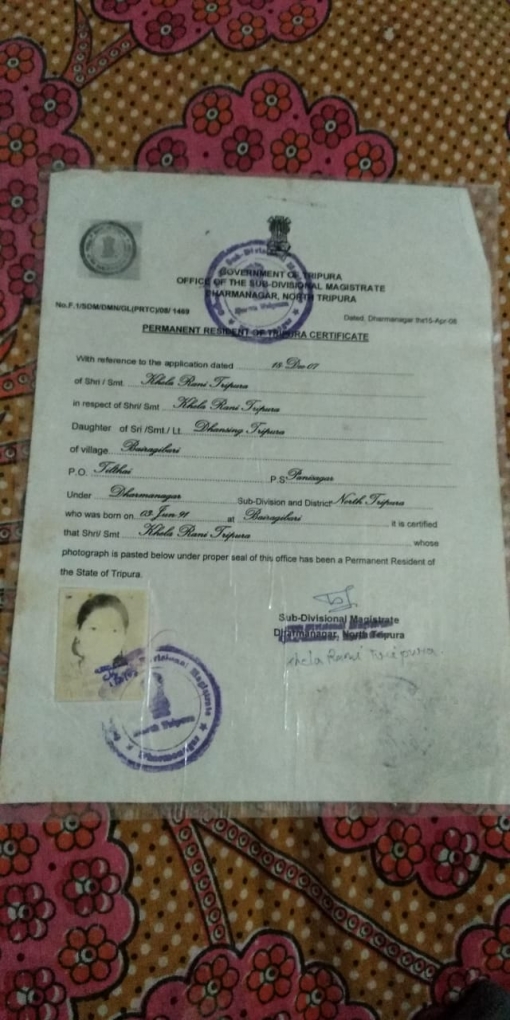 GOVERNMENT OF TRIPURA
OFFICE OF THE SUB-DIVISIONAL MAGISTRATE
DHARMANAGAR, NORTH TRIPURA
No.F.1/SDM/DMN/GL(PRTC)/08/ 1469
Dated, Dharmanagar the15-Apr-08
PERMANENT RESIDENT OF TRIPURA CERTIFICATE
With reference to the application dated 18-Dec-07
of Shri / Smt. Khela Rani Tripura
in respect of Shri/ Smt Khela Rani Tripura
Daughter of Sri /Smt./ Lt. Dhansing Tripura
of village Bairagibari
P.O. Tilthai P.S Panisagar
Under Dharmanagar Sub-Division and District North Tripura
who was born on 03-Jun-91 at Bairagibari it is certified
that Shri/ Smt Khela Rani Tripura whose
photograph is pasted below under proper seal of this office has been a Permanent Resident of
the State of Tripura.
Sub-Divisional Magistrate
Dharmanagar, North Tripura
Khela Rani Tripura
Sub Divisional Magistrate
North Tripura
Dharmanagar